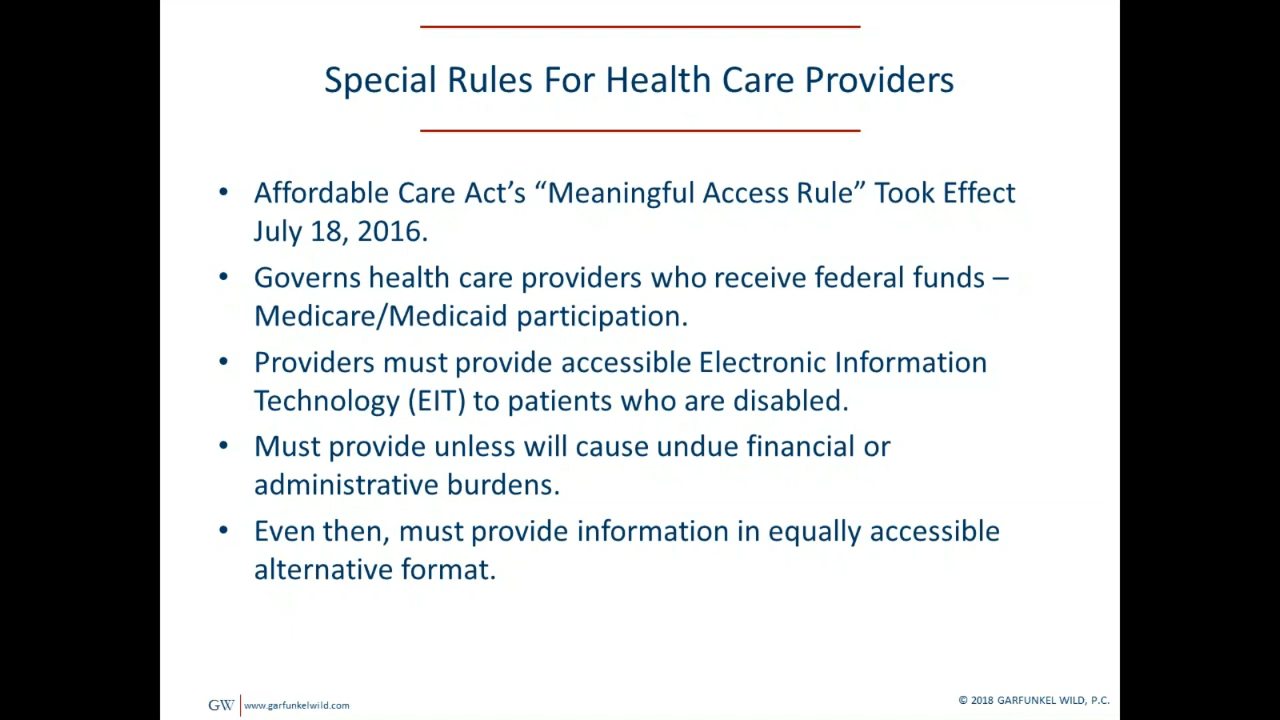 Special Rules For Health Care Providers
• Affordable Care Act’s “Meaningful Access Rule” Took Effect
July 18, 2016.
• Governs health care providers who receive federal funds –
Medicare/Medicaid participation.
• Providers must provide accessible Electronic Information
Technology (EIT) to patients who are disabled.
• Must provide unless will cause undue financial or
administrative burdens.
• Even then, must provide information in equally accessible
alternative format.
GW www.garfunkelwild.com
© 2018 GARFUNKEL WILD, P.C.